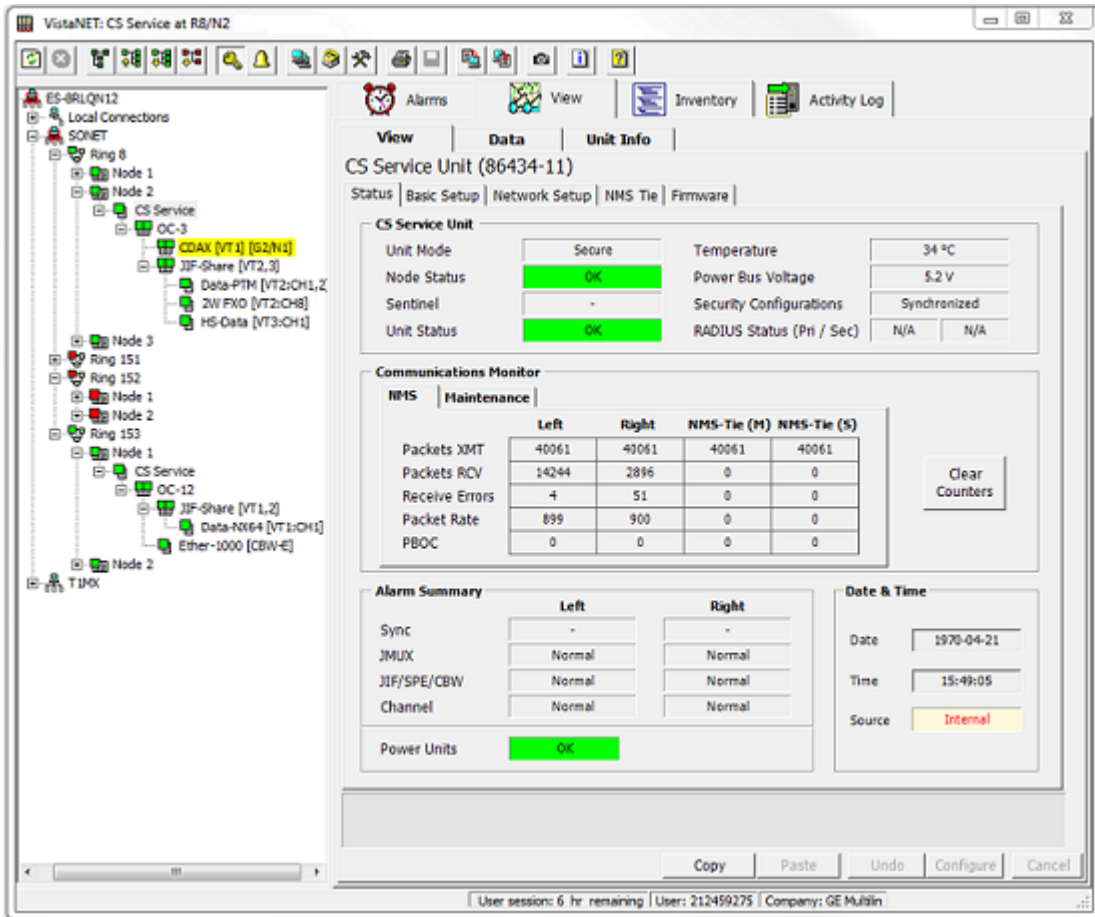 VistaNET: CS Service at R8/N2
Alarms View Inventory Activity Log
ES-8RLQN12
Local Connections
SONET
Ring 8
Node 1
Node 2
CS Service
OC-3
CDAX [VT1] [G2/N1]
JIF-Share [VT2,3]
Data-PTM [VT2:CH1,2]
2W FXO [VT2:CH8]
HS-Data [VT3:CH1]
Node 3
Ring 151
Ring 152
Node 1
Node 2
Ring 153
Node 1
CS Service
OC-12
JIF-Share [VT1,2]
Data-NX64 [VT1:CH1]
Ether-1000 [CBW-E]
Node 2
T1MX
View Data Unit Info
CS Service Unit (86434-11)
Status Basic Setup Network Setup NMS Tie Firmware
CS Service Unit
Unit Mode Secure Temperature 34 ºC
Node Status OK Power Bus Voltage 5.2 V
Sentinel - Security Configurations Synchronized
Unit Status OK RADIUS Status (Pri / Sec) N/A N/A
Communications Monitor
NMS Maintenance
Left Right NMS-Tie (M) NMS-Tie (S)
Packets XMT 40061 40061 40061 40061
Packets RCV 14244 2896 0 0
Receive Errors 4 51 0 0
Packet Rate 899 900 0 0
PBOC 0 0 0 0
Clear
Counters
Alarm Summary
Left Right
Sync - -
JMUX Normal Normal
JIF/SPE/CBW Normal Normal
Channel Normal Normal
Power Units OK
Date & Time
Date 1970-04-21
Time 15:49:05
Source Internal
Copy Paste Undo Configure Cancel
User session: 6 hr remaining User: 212459275 Company: GE Multilin